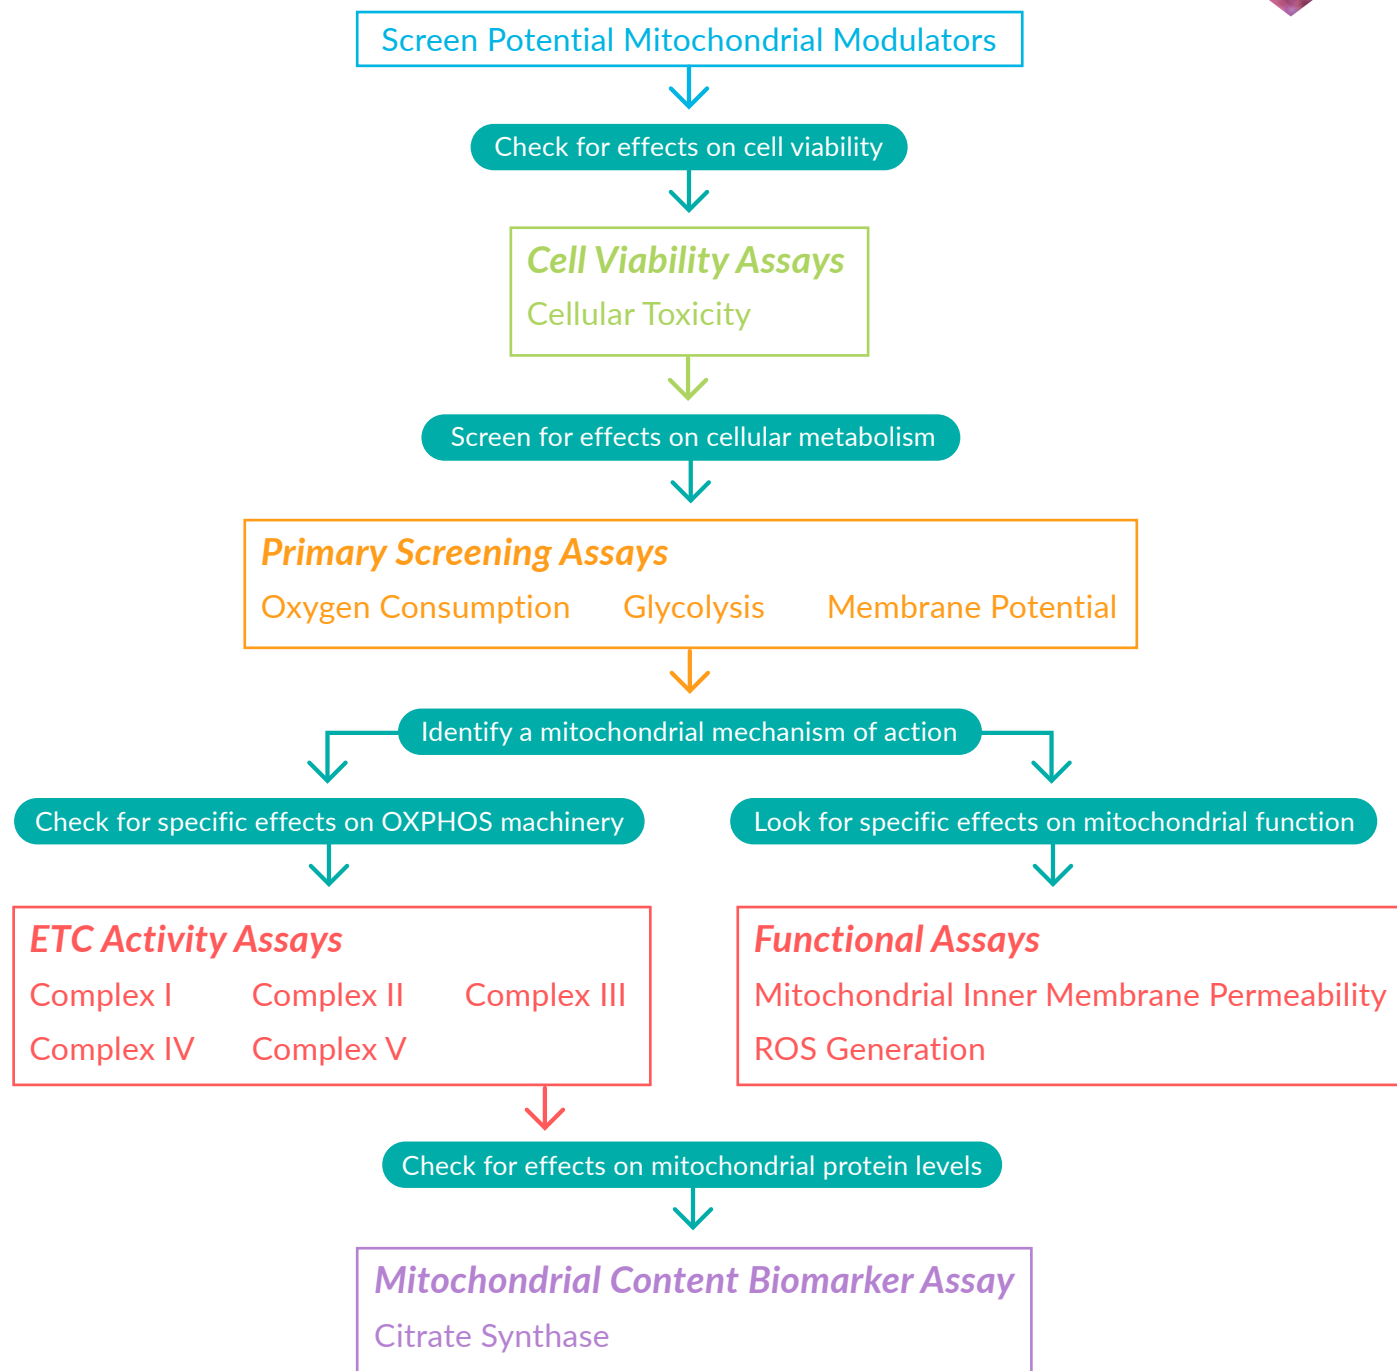 Screen Potential Mitochondrial Modulators
Check for effects on cell viability
Cell Viability Assays
Cellular Toxicity
Screen for effects on cellular metabolism
Primary Screening Assays
Oxygen Consumption Glycolysis Membrane Potential
Identify a mitochondrial mechanism of action
Check for specific effects on OXPHOS machinery
Look for specific effects on mitochondrial function
ETC Activity Assays
Complex I Complex II Complex III
Complex IV Complex V
Functional Assays
Mitochondrial Inner Membrane Permeability
ROS Generation
Check for effects on mitochondrial protein levels
Mitochondrial Content Biomarker Assay
Citrate Synthase